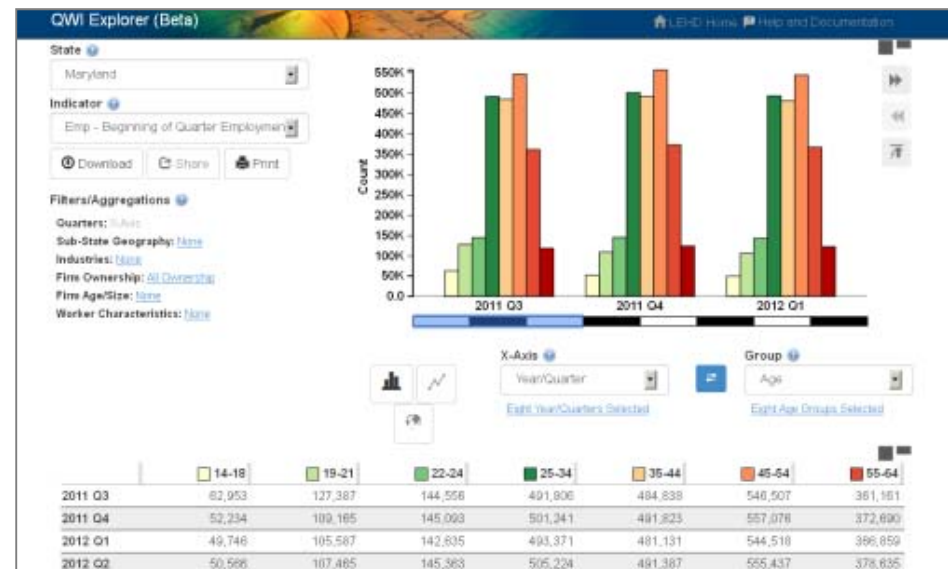 QWI Explorer (Beta) LEHD Home Help and Documentation
State
Maryland
Indicator
Emp - Beginning of Quarter Employmen
Download Share Print
Filters/Aggregations
Quarters: X-Axis
Sub-State Geography: None
Industries: None
Firm Ownership: All Ownership
Firm Age/Size: None
Worker Characteristics: None
550K
500K
450K
400K
350K
300K
250K
200K
150K
100K
50K
0.0
Count
2011 Q3 2011 Q4 2012 Q1
X-Axis Group
Year/Quarter Age
Eight Year/Quarters Selected Eight Age Groups Selected
14-18 19-21 22-24 25-34 35-44 45-54 55-64
2011 Q3 62,953 127,387 144,556 491,806 484,838 546,507 361,161
2011 Q4 52,234 109,165 145,093 501,241 491,823 557,076 372,690
2012 Q1 49,746 105,587 142,635 493,371 481,131 544,518 366,859
2012 Q2 50,566 107,465 145,363 505,224 491,387 555,437 378,635